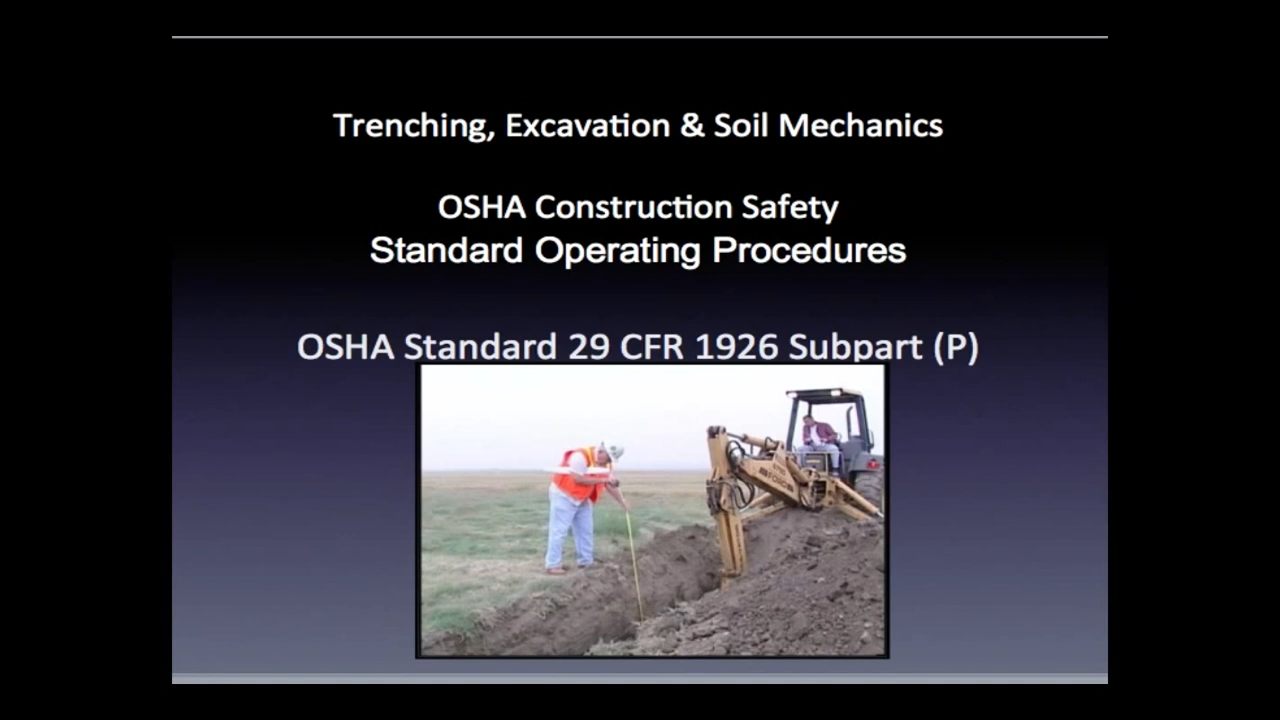 Trenching, Excavation & Soil Mechanics
OSHA Construction Safety
Standard Operating Procedures
OSHA Standard 29 CFR 1926 Subpart (P)